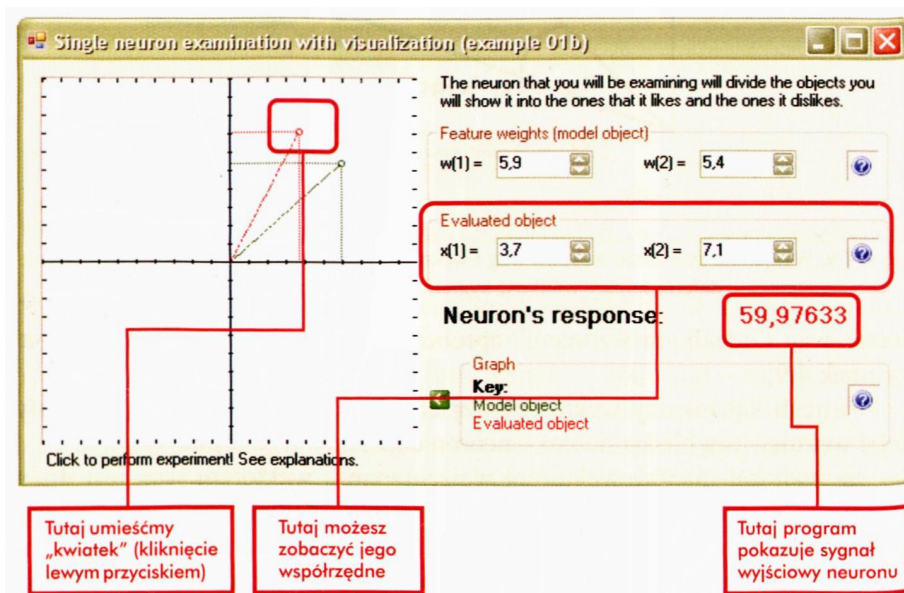 Single neuron examination with visualization (example 01b)
The neuron that you will be examining will divide the objects you
will show it into the ones that it likes and the ones it dislikes.
Feature weights (model object)
w(1) = 5,9 w(2) = 5,4
Evaluated object
x(1) = 3,7 x(2) = 7,1
Neuron's response: 59,97633
Graph
Key:
Model object
Evaluated object
Click to perform experiment! See explanations.
Tutaj umieśćmy
„kwiatek” (kliknięcie
lewym przyciskiem)
Tutaj możesz
zobaczyć jego
współrzędne
Tutaj program
pokazuje sygnał
wyjściowy neuronu